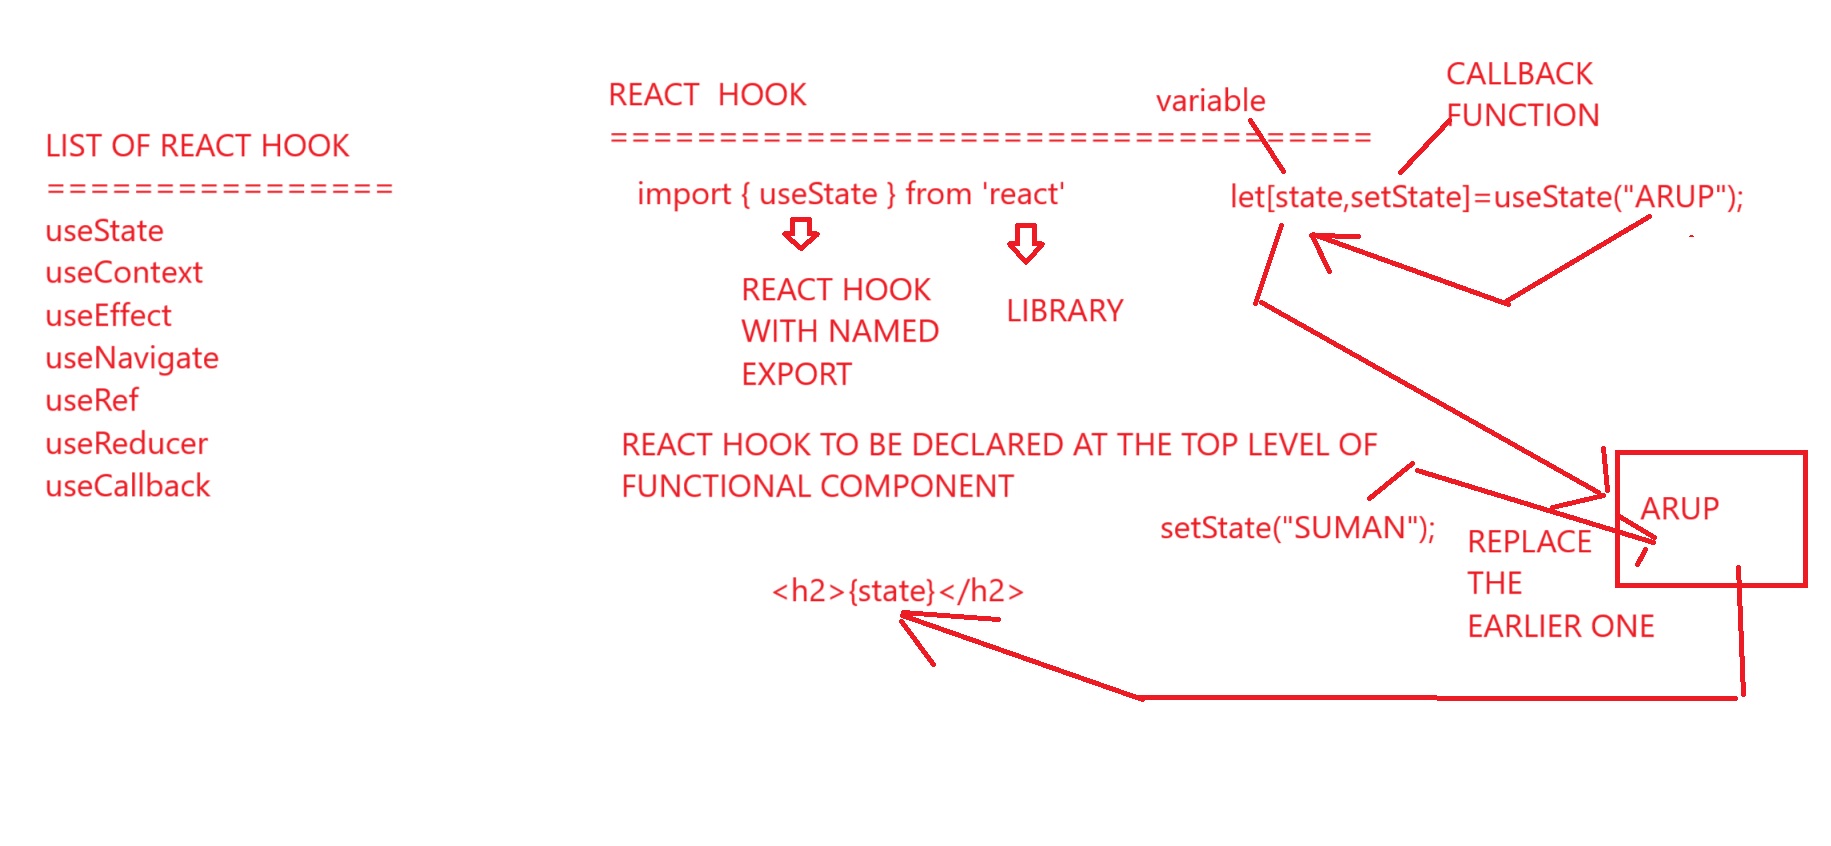 LIST OF REACT HOOK
================
useState
useContext
useEffect
useNavigate
useRef
useReducer
useCallback
REACT  HOOK
===================================
import { useState } from 'react'
REACT HOOK
WITH NAMED
EXPORT
LIBRARY
variable
CALLBACK
FUNCTION
let[state,setState]=useState("ARUP");
REACT HOOK TO BE DECLARED AT THE TOP LEVEL OF
FUNCTIONAL COMPONENT
setState("SUMAN");
REPLACE
THE
EARLIER ONE
ARUP
<h2>{state}</h2>